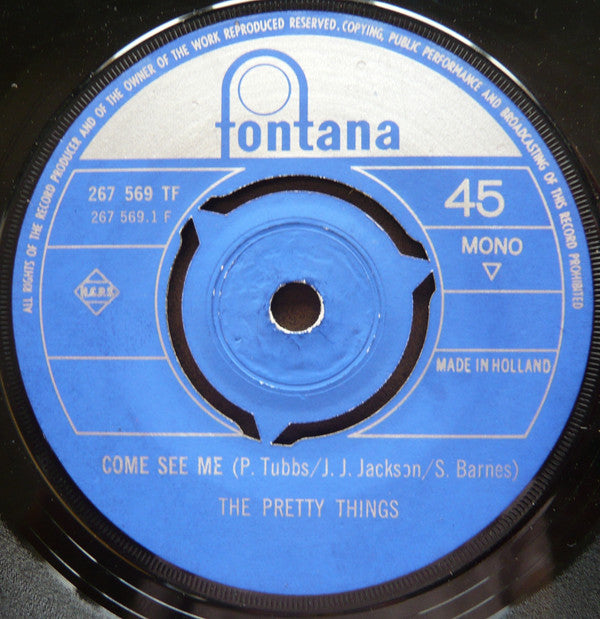 ALL RIGHTS OF THE RECORD PRODUCER AND OF THE OWNER OF THE WORK REPRODUCED RESERVED. COPYING, PUBLIC PERFORMANCE AND BROADCASTING OF THIS RECORD PROHIBITED
fontana
267 569 TF
267 569.1 F
45
MONO
MADE IN HOLLAND
COME SEE ME (P. Tubbs/J. J. Jackson/S. Barnes)
THE PRETTY THINGS